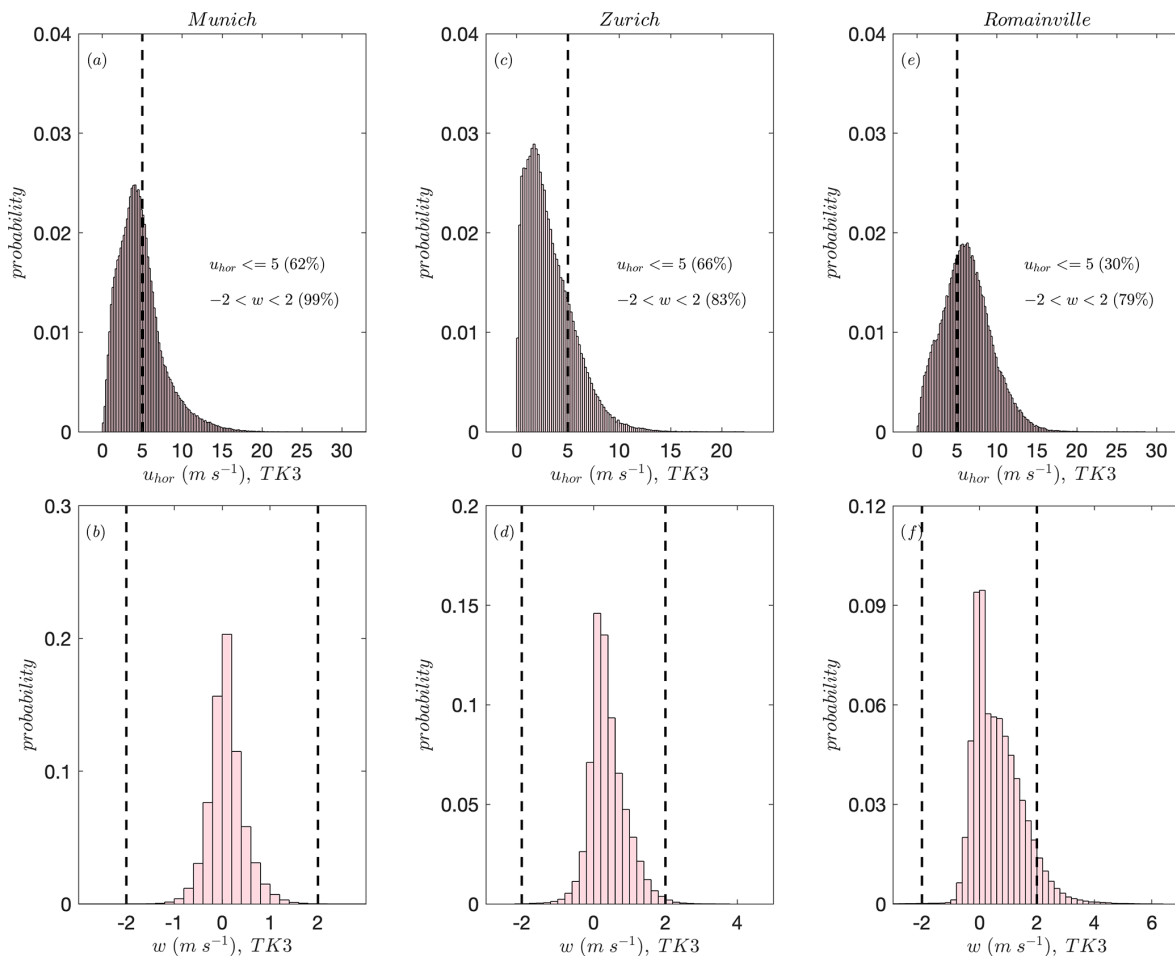 Munich
0.04
0.03
0.02
0.01
0
probability
(a)
u_hor <= 5 (62%)
−2 < w < 2 (99%)
0 5 10 15 20 25 30
u_hor (m s⁻¹), TK3
Zurich
0.04
0.03
0.02
0.01
0
probability
(c)
u_hor <= 5 (66%)
−2 < w < 2 (83%)
0 5 10 15 20
u_hor (m s⁻¹), TK3
Romainville
0.04
0.03
0.02
0.01
0
probability
(e)
u_hor <= 5 (30%)
−2 < w < 2 (79%)
0 5 10 15 20 25 30
u_hor (m s⁻¹), TK3
0.3
0.2
0.1
0
probability
(b)
-2 -1 0 1 2
w (m s⁻¹), TK3
0.2
0.15
0.1
0.05
0
probability
(d)
-2 0 2 4
w (m s⁻¹), TK3
0.12
0.09
0.06
0.03
0
probability
(f)
-2 0 2 4 6
w (m s⁻¹), TK3